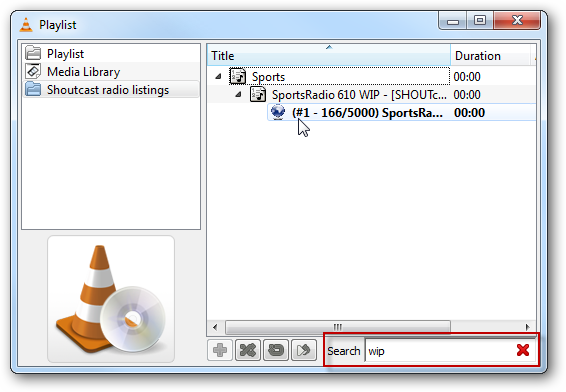 Playlist
Title Duration
Playlist
Media Library
Shoutcast radio listings
Sports 00:00
SportsRadio 610 WIP - [SHOUTc... 00:00
(#1 - 166/5000) SportsRa... 00:00
Search wip